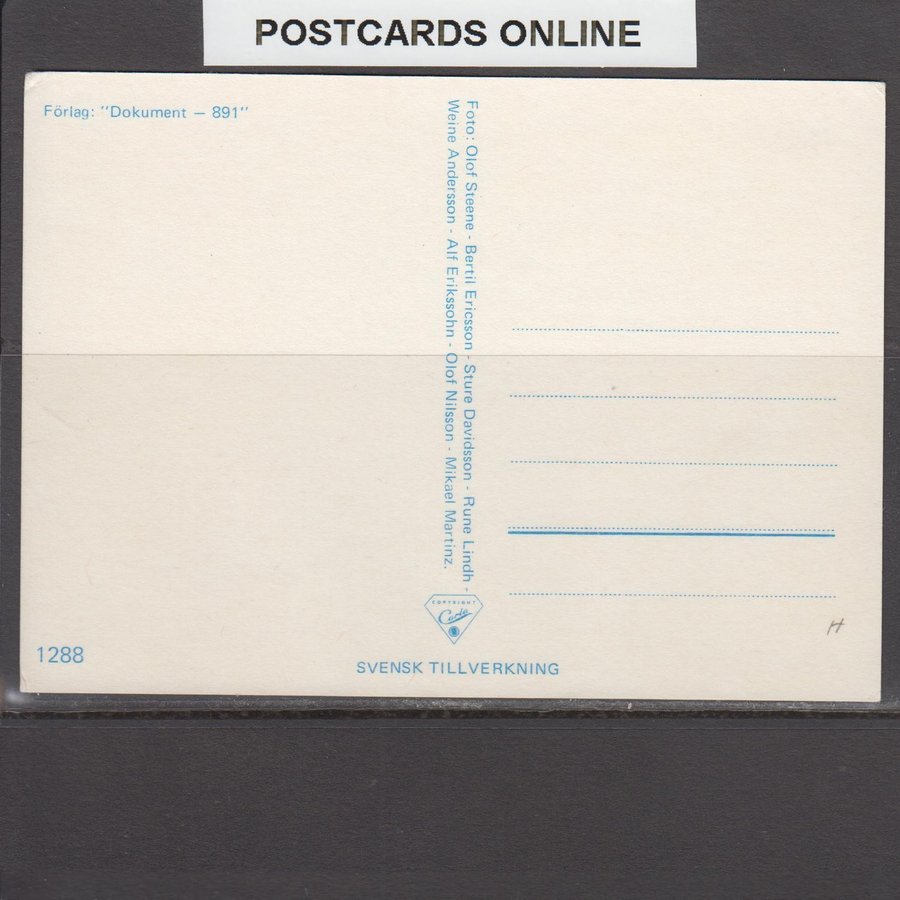 POSTCARDS ONLINE
Förlag: ”Dokument – 891”
Foto: Olof Steene - Bertil Ericsson - Sture Davidsson - Rune Lindh -
Weine Andersson - Alf Erikssohn - Olof Nilsson - Mikael Martinz.
COPYRIGHT
1288
SVENSK TILLVERKNING
H